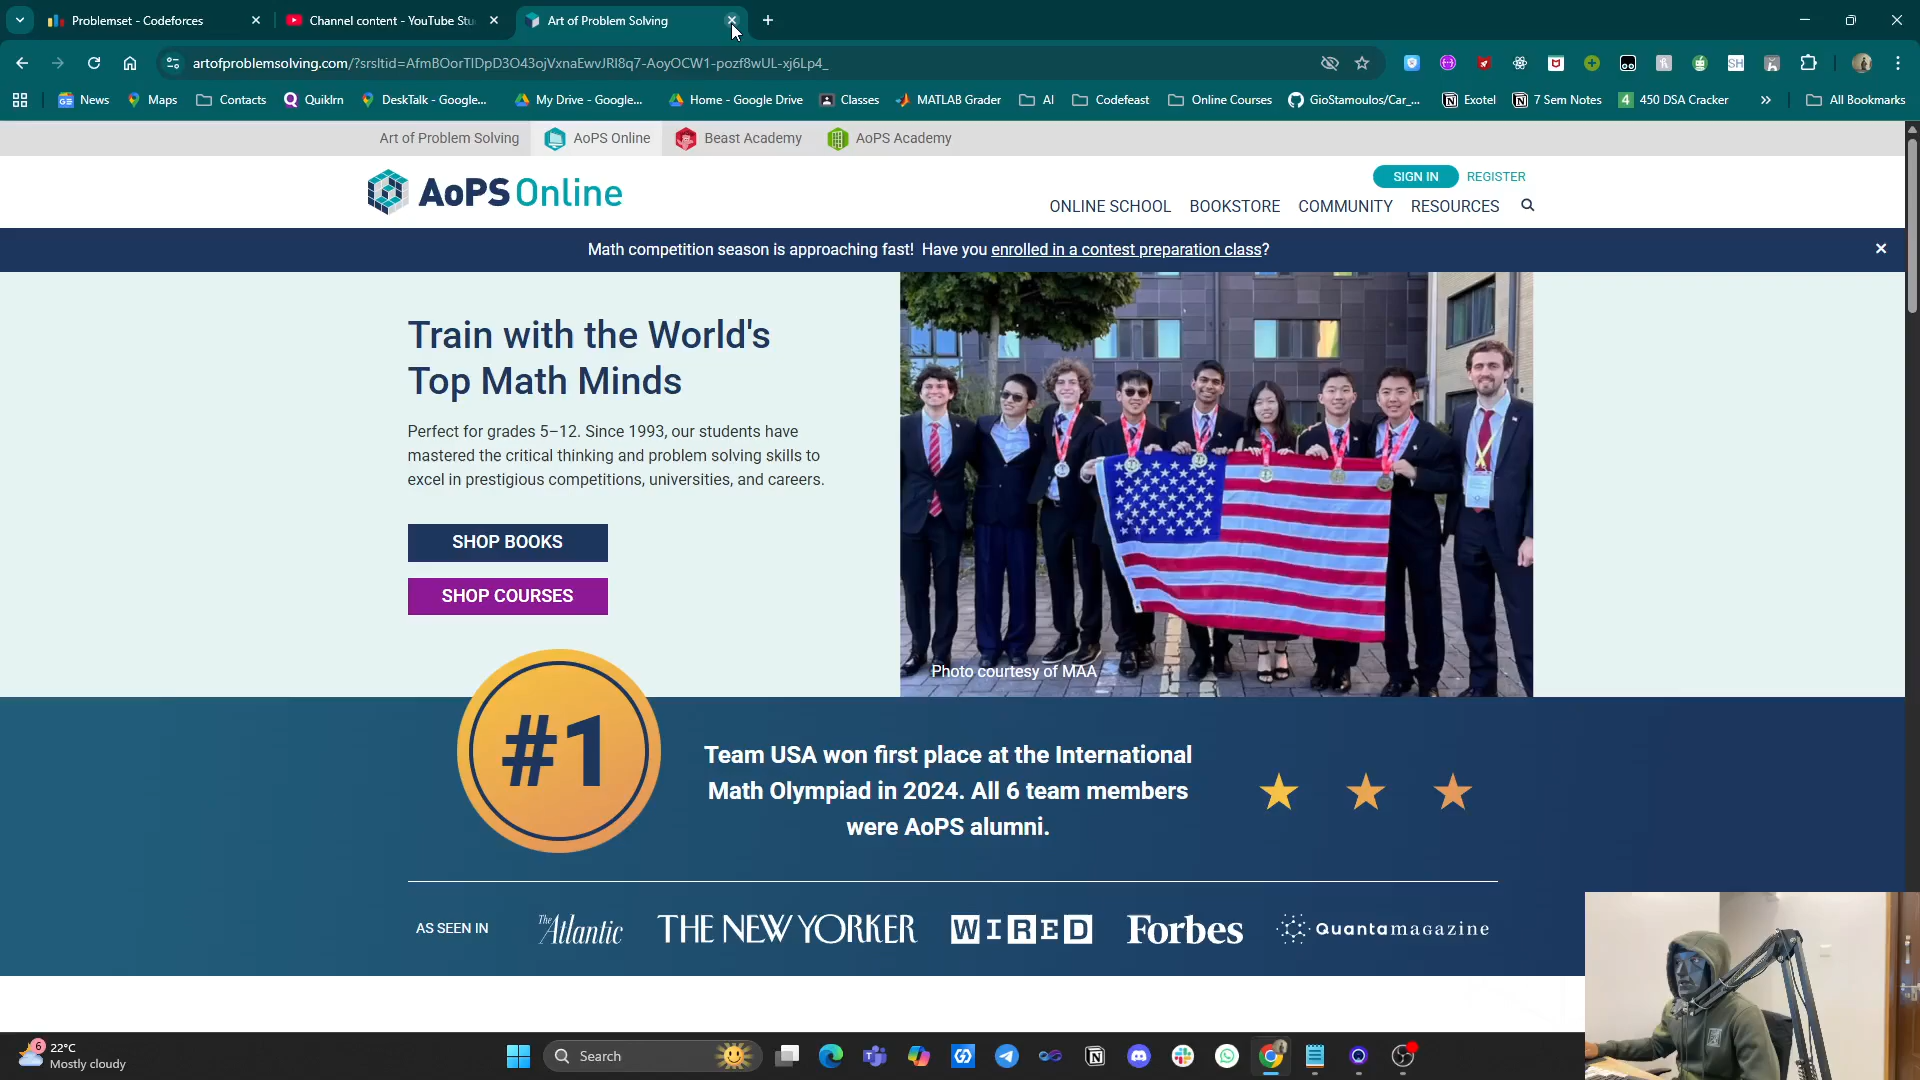 Problemset - Codeforces
Channel content - YouTube Stu
Art of Problem Solving
artofproblemsolving.com/?srsltid=AfmBOorTlDpD3O43ojVxnaEwvJRl8q7-AoyOCW1-pozf8wUL-xj6Lp4_
News
Maps
Contacts
Quiklrn
DeskTalk - Google...
My Drive - Google...
Home - Google Drive
Classes
MATLAB Grader
AI
Codefeast
Online Courses
GioStamoulos/Car_...
Exotel
7 Sem Notes
450 DSA Cracker
All Bookmarks
Art of Problem Solving
AoPS Online
Beast Academy
AoPS Academy
AoPS Online
SIGN IN
REGISTER
ONLINE SCHOOL
BOOKSTORE
COMMUNITY
RESOURCES
Math competition season is approaching fast! Have you enrolled in a contest preparation class?
Train with the World's
Top Math Minds
Perfect for grades 5–12. Since 1993, our students have
mastered the critical thinking and problem solving skills to
excel in prestigious competitions, universities, and careers.
SHOP BOOKS
SHOP COURSES
Photo courtesy of MAA
#1
Team USA won first place at the International
Math Olympiad in 2024. All 6 team members
were AoPS alumni.
AS SEEN IN
The Atlantic
THE NEW YORKER
WIRED
Forbes
Quantamagazine
6
22°C
Mostly cloudy
Search